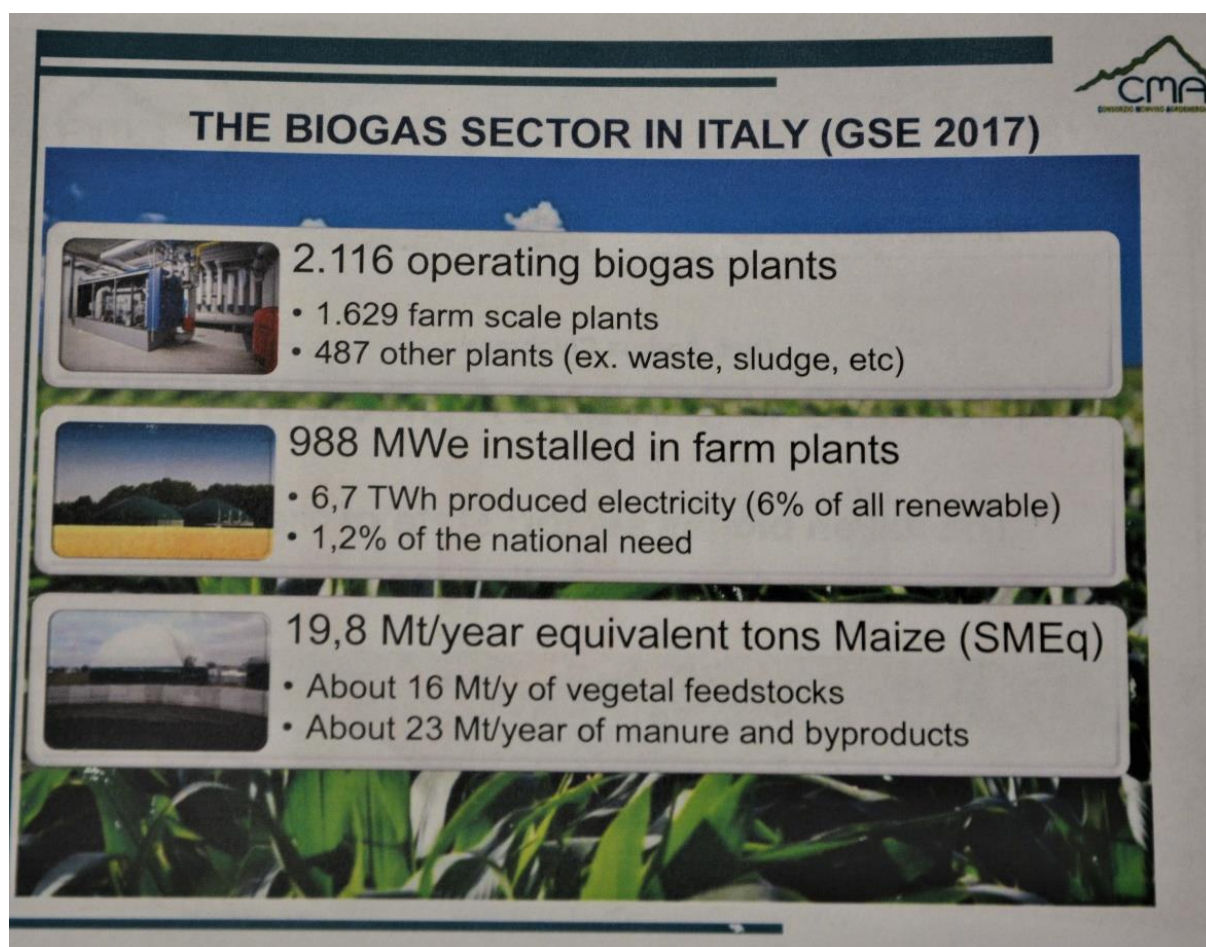 CMA
THE BIOGAS SECTOR IN ITALY (GSE 2017)
2.116 operating biogas plants
• 1.629 farm scale plants
• 487 other plants (ex. waste, sludge, etc)
988 MWe installed in farm plants
• 6,7 TWh produced electricity (6% of all renewable)
• 1,2% of the national need
19,8 Mt/year equivalent tons Maize (SMEq)
• About 16 Mt/y of vegetal feedstocks
• About 23 Mt/year of manure and byproducts